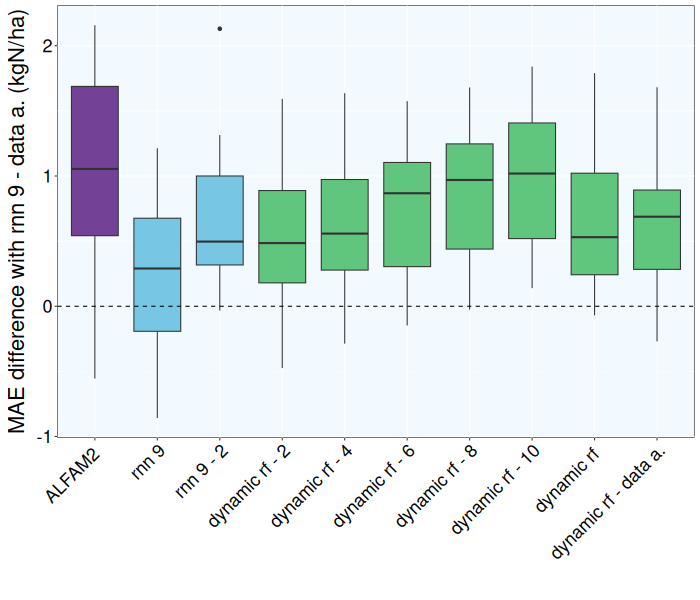 MAE difference with rnn 9 - data a. (kgN/ha)
2
1
0
-1
ALFAM2
rnn 9
rnn 9 - 2
dynamic rf - 2
dynamic rf - 4
dynamic rf - 6
dynamic rf - 8
dynamic rf - 10
dynamic rf
dynamic rf - data a.